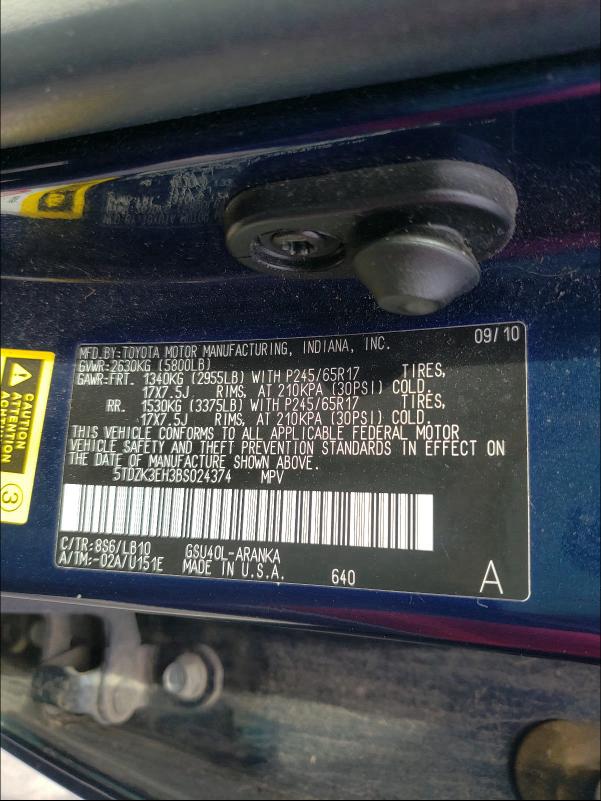 MFD.BY:TOYOTA MOTOR MANUFACTURING, INDIANA, INC. 09/10
GVWR:2630KG (5800LB)
GAWR:FRT. 1340KG (2955LB) WITH P245/65R17 TIRES,
17X7.5J RIMS, AT 210KPA (30PSI) COLD.
RR. 1530KG (3375LB) WITH P245/65R17 TIRES,
17X7.5J RIMS, AT 210KPA (30PSI) COLD.
THIS VEHICLE CONFORMS TO ALL APPLICABLE FEDERAL MOTOR
VEHICLE SAFETY AND THEFT PREVENTION STANDARDS IN EFFECT ON
THE DATE OF MANUFACTURE SHOWN ABOVE.
5TDZK3EH3BS024374 MPV
C/TR:8S6/LB10 GSU40L-ARANKA
A/TM:-02A/U151E MADE IN U.S.A. 640 A
CAUTION
ATTENTION
3